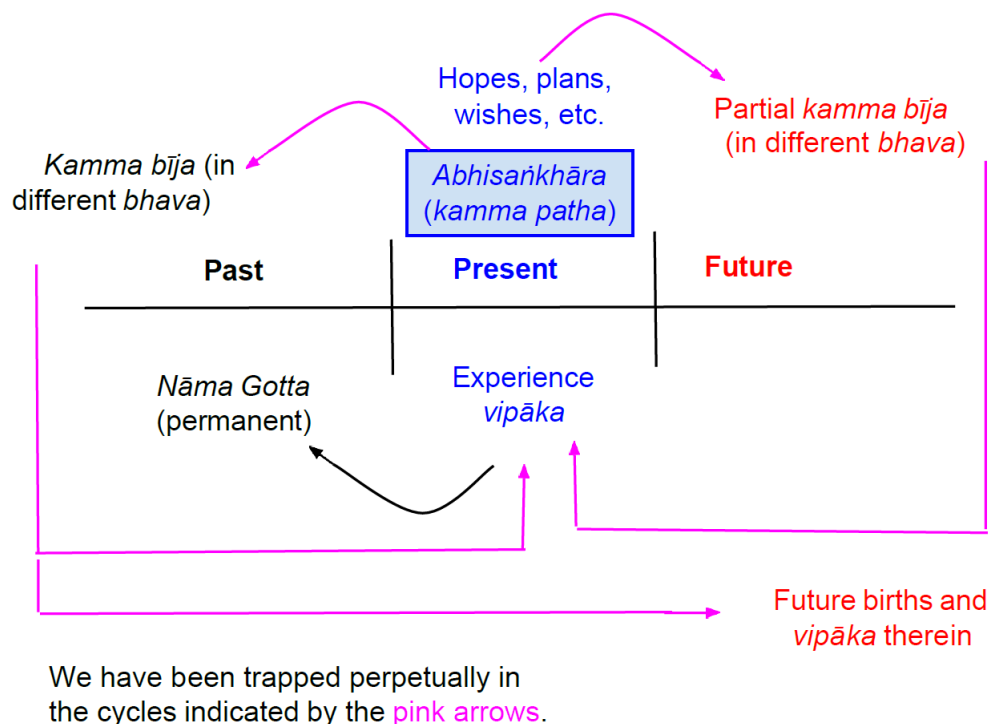 Hopes, plans,
wishes, etc.
Partial kamma bīja
(in different bhava)
Kamma bīja (in
different bhava)
Abhisaṅkhāra
(kamma patha)
Past
Present
Future
Nāma Gotta
(permanent)
Experience
vipāka
Future births and
vipāka therein
We have been trapped perpetually in
the cycles indicated by the pink arrows.